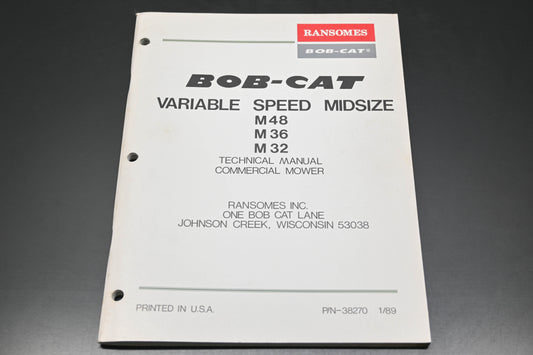 RANSOMES
BOB-CAT®
BOB-CAT
VARIABLE SPEED MIDSIZE
M48
M36
M32
TECHNICAL MANUAL
COMMERCIAL MOWER
RANSOMES INC.
ONE BOB CAT LANE
JOHNSON CREEK, WISCONSIN 53038
PRINTED IN U.S.A. P/N-38270 1/89